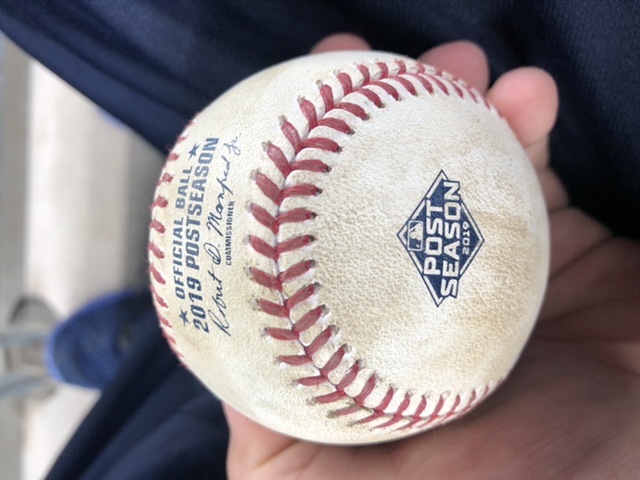 ★ OFFICIAL BALL ★
2019 POSTSEASON
Robert D. Manfred Jr.
COMMISSIONER
POST
SEASON
2019